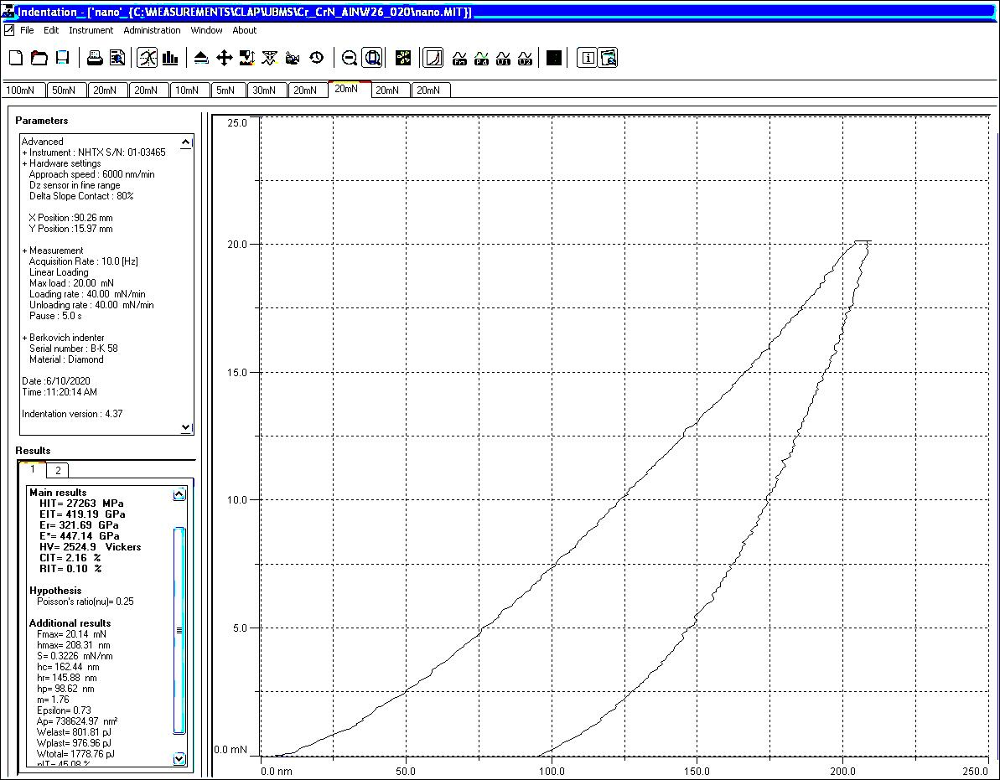 Indentation - ['nano' {C:\MEASUREMENTS\CLAP\UBMS\Cr_CrN_AlN\V26_020\nano.MIT}]
File Edit Instrument Administration Window About
Fn Pd U1 U2
100mN 50mN 20mN 20mN 10mN 5mN 30mN 20mN 20mN 20mN 20mN
Parameters
Advanced
+ Instrument : NHTX S/N: 01-03465
+ Hardware settings
Approach speed : 6000 nm/min
Dz sensor in fine range
Delta Slope Contact : 80%
X Position :90.26 mm
Y Position :15.97 mm
+ Measurement
Acquisition Rate : 10.0 [Hz]
Linear Loading
Max load : 20.00 mN
Loading rate : 40.00 mN/min
Unloading rate : 40.00 mN/min
Pause : 5.0 s
+ Berkovich indenter
Serial number : B-K 58
Material : Diamond
Date :6/10/2020
Time :11:20:14 AM
Indentation version : 4.37
Results
1 2
Main results
HIT= 27263 MPa
EIT= 419.19 GPa
Er= 321.69 GPa
E*= 447.14 GPa
HV= 2524.9 Vickers
CIT= 2.16 %
RIT= 0.10 %
Hypothesis
Poisson's ratio(nu)= 0.25
Additional results
Fmax= 20.14 mN
hmax= 208.31 nm
S= 0.3226 mN/nm
hc= 162.44 nm
hr= 145.88 nm
hp= 98.62 nm
m= 1.76
Epsilon= 0.73
Ap= 738624.97 nm²
Welast= 801.81 pJ
Wplast= 976.96 pJ
Wtotal= 1778.76 pJ
nIT= 45.08 %
25.0
20.0
15.0
10.0
5.0
0.0 mN
0.0 nm 50.0 100.0 150.0 200.0 250.0